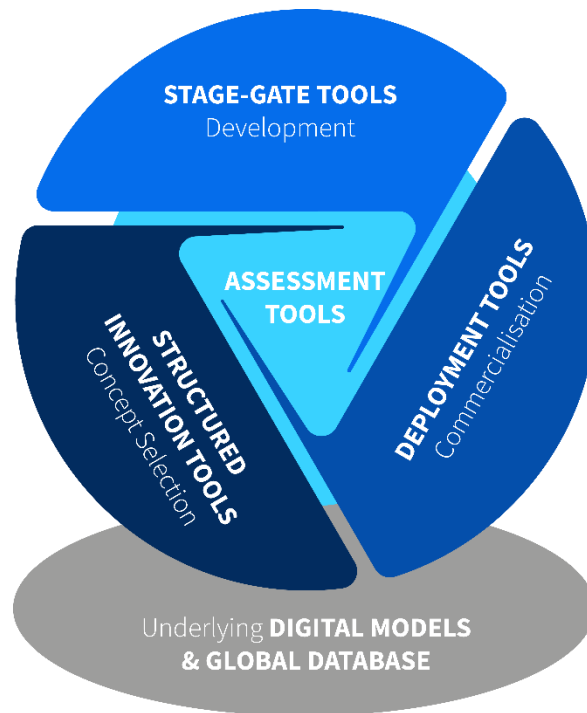 STAGE-GATE TOOLS
Development
ASSESSMENT
TOOLS
DEPLOYMENT TOOLS
Commercialisation
STRUCTURED
INNOVATION TOOLS
Concept Selection
Underlying DIGITAL MODELS
& GLOBAL DATABASE